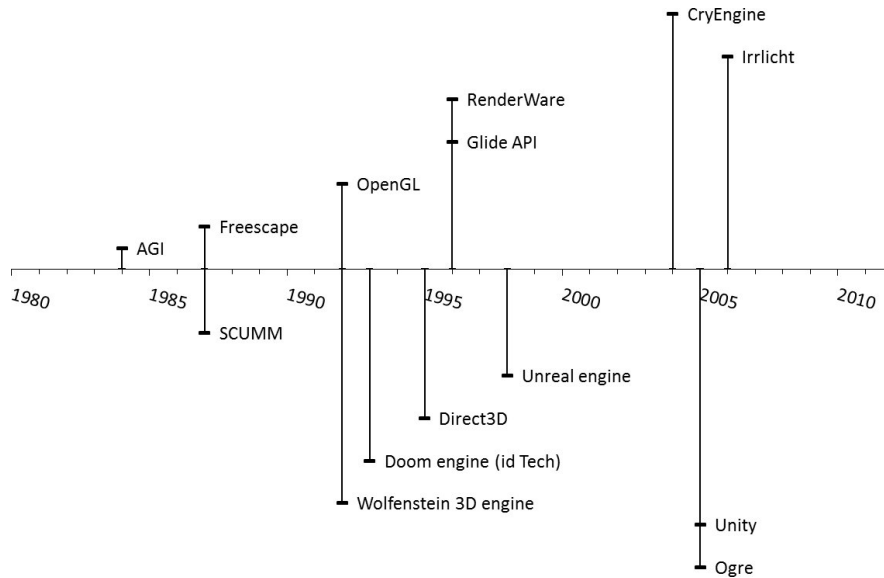 CryEngine
Irrlicht
RenderWare
Glide API
OpenGL
Freescape
AGI
1980
1985
1990
1995
2000
2005
2010
SCUMM
Unreal engine
Direct3D
Doom engine (id Tech)
Wolfenstein 3D engine
Unity
Ogre